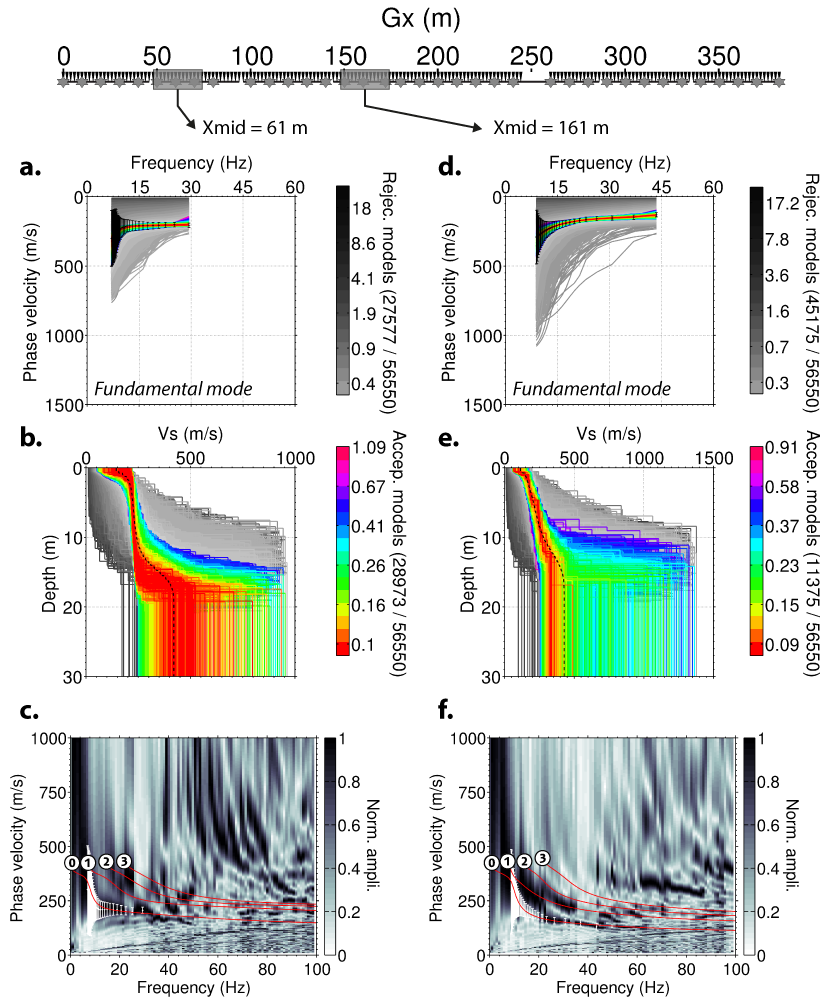 Gx (m)
0 50 100 150 200 250 300 350
Xmid = 61 m
Xmid = 161 m
a.
Frequency (Hz)
0 15 30 45 60
0
500
1000
1500
Phase velocity (m/s)
Fundamental mode
18
8.6
4.1
1.9
0.9
0.4
Rejec. models (27577 / 56550)
d.
Frequency (Hz)
0 15 30 45 60
0
500
1000
1500
Phase velocity (m/s)
Fundamental mode
17.2
7.8
3.6
1.6
0.7
0.3
Rejec. models (45175 / 56550)
b.
Vs (m/s)
0 500 1000
0
10
20
30
Depth (m)
1.09
0.67
0.41
0.26
0.16
0.1
Accep. models (28973 / 56550)
e.
Vs (m/s)
0 500 1000 1500
0
10
20
30
Depth (m)
0.91
0.58
0.37
0.23
0.15
0.09
Accep. models (11375 / 56550)
c.
1000
750
500
250
0
Phase velocity (m/s)
0 1 2 3
0 20 40 60 80 100
Frequency (Hz)
1
0.8
0.6
0.4
0.2
0
Norm. ampli.
f.
1000
750
500
250
0
Phase velocity (m/s)
0 1 2 3
0 20 40 60 80 100
Frequency (Hz)
1
0.8
0.6
0.4
0.2
0
Norm. ampli.